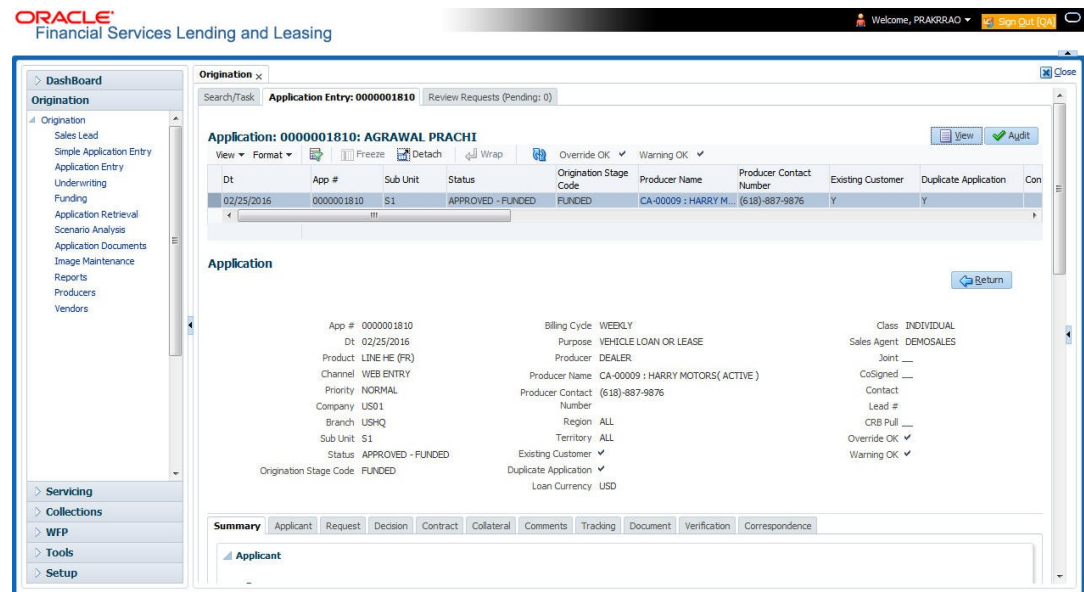 ORACLE
Financial Services Lending and Leasing
Welcome, PRAKRRAO
Sign Out [QA]
DashBoard
Origination
Origination
Sales Lead
Simple Application Entry
Application Entry
Underwriting
Funding
Application Retrieval
Scenario Analysis
Application Documents
Image Maintenance
Reports
Producers
Vendors
Servicing
Collections
WFP
Tools
Setup
Origination x
Close
Search/Task Application Entry: 0000001810 Review Requests (Pending: 0)
Application: 0000001810: AGRAWAL PRACHI
View Audit
View Format Freeze Detach Wrap Override OK Warning OK
Dt App # Sub Unit Status Origination Stage Code Producer Name Producer Contact Number Existing Customer Duplicate Application Con
02/25/2016 0000001810 S1 APPROVED - FUNDED FUNDED CA-00009 : HARRY M... (618)-887-9876 Y Y
Application
Return
App # 0000001810
Dt 02/25/2016
Product LINE HE (FR)
Channel WEB ENTRY
Priority NORMAL
Company US01
Branch USHQ
Sub Unit S1
Status APPROVED - FUNDED
Origination Stage Code FUNDED
Billing Cycle WEEKLY
Purpose VEHICLE LOAN OR LEASE
Producer DEALER
Producer Name CA-00009 : HARRY MOTORS( ACTIVE )
Producer Contact Number (618)-887-9876
Region ALL
Territory ALL
Existing Customer
Duplicate Application
Loan Currency USD
Class INDIVIDUAL
Sales Agent DEMOSALES
Joint
CoSigned
Contact
Lead #
CRB Pull
Override OK
Warning OK
Summary Applicant Request Decision Contract Collateral Comments Tracking Document Verification Correspondence
Applicant